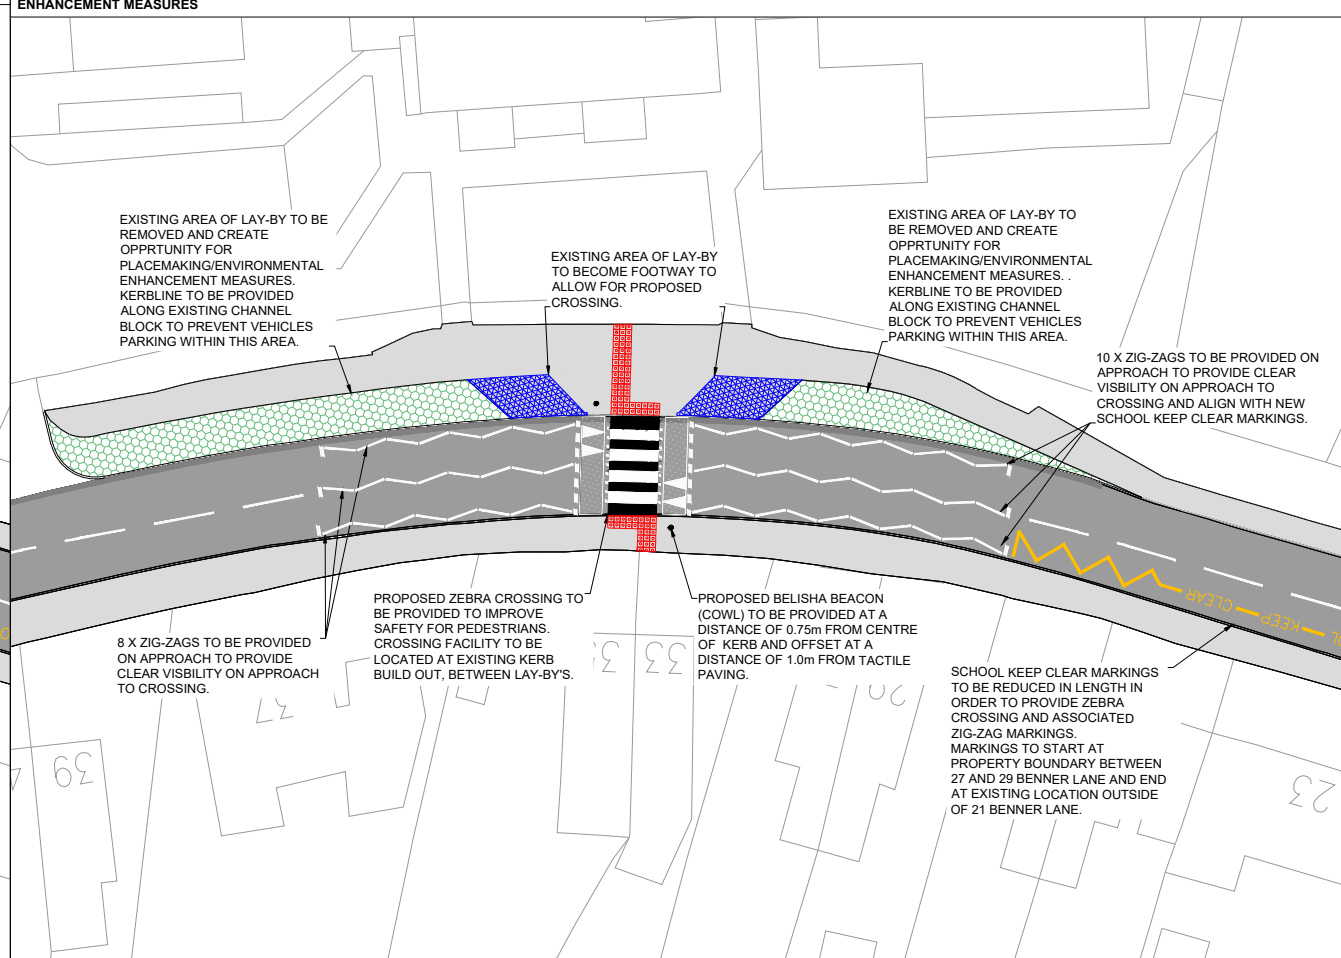 ENHANCEMENT MEASURES
EXISTING AREA OF LAY-BY TO BE
REMOVED AND CREATE
OPPRTUNITY FOR
PLACEMAKING/ENVIRONMENTAL
ENHANCEMENT MEASURES.
KERBLINE TO BE PROVIDED
ALONG EXISTING CHANNEL
BLOCK TO PREVENT VEHICLES
PARKING WITHIN THIS AREA.
EXISTING AREA OF LAY-BY
TO BECOME FOOTWAY TO
ALLOW FOR PROPOSED
CROSSING.
EXISTING AREA OF LAY-BY TO
BE REMOVED AND CREATE
OPPRTUNITY FOR
PLACEMAKING/ENVIRONMENTAL
ENHANCEMENT MEASURES. .
KERBLINE TO BE PROVIDED
ALONG EXISTING CHANNEL
BLOCK TO PREVENT VEHICLES
PARKING WITHIN THIS AREA.
10 X ZIG-ZAGS TO BE PROVIDED ON
APPROACH TO PROVIDE CLEAR
VISBILITY ON APPROACH TO
CROSSING AND ALIGN WITH NEW
SCHOOL KEEP CLEAR MARKINGS.
8 X ZIG-ZAGS TO BE PROVIDED
ON APPROACH TO PROVIDE
CLEAR VISBILITY ON APPROACH
TO CROSSING.
PROPOSED ZEBRA CROSSING TO
BE PROVIDED TO IMPROVE
SAFETY FOR PEDESTRIANS.
CROSSING FACILITY TO BE
LOCATED AT EXISTING KERB
BUILD OUT, BETWEEN LAY-BY'S.
PROPOSED BELISHA BEACON
(COWL) TO BE PROVIDED AT A
DISTANCE OF 0.75m FROM CENTRE
OF KERB AND OFFSET AT A
DISTANCE OF 1.0m FROM TACTILE
PAVING.
SCHOOL KEEP CLEAR MARKINGS
TO BE REDUCED IN LENGTH IN
ORDER TO PROVIDE ZEBRA
CROSSING AND ASSOCIATED
ZIG-ZAG MARKINGS.
MARKINGS TO START AT
PROPERTY BOUNDARY BETWEEN
27 AND 29 BENNER LANE AND END
AT EXISTING LOCATION OUTSIDE
OF 21 BENNER LANE.
KEEP CLEAR
39
37
33
23